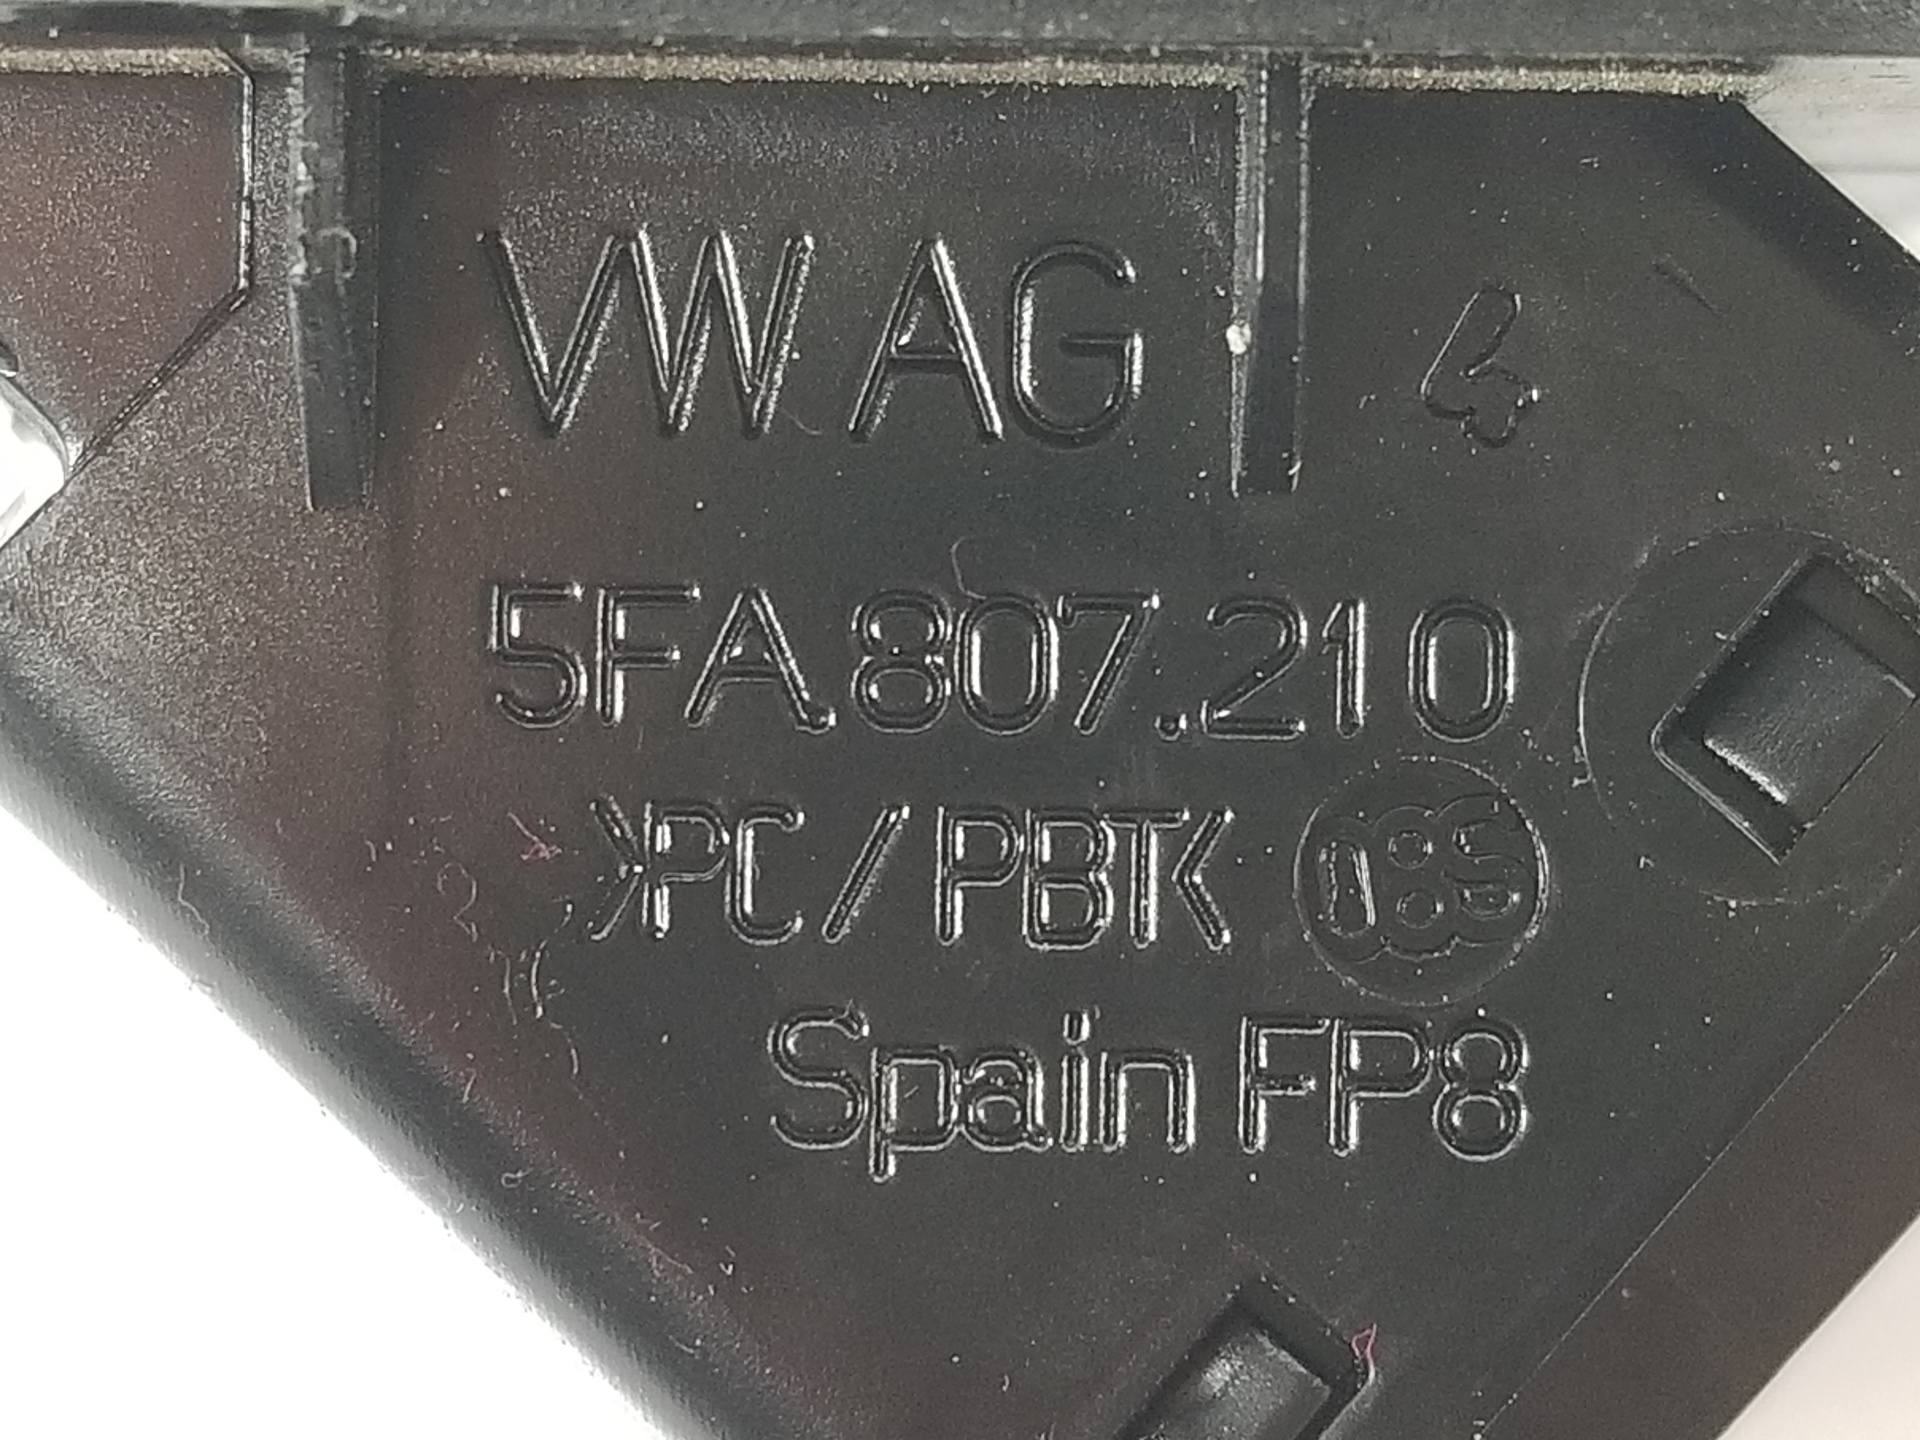 VW AG
4
5FA.807.210
>PC/PBT<
Spain FP8